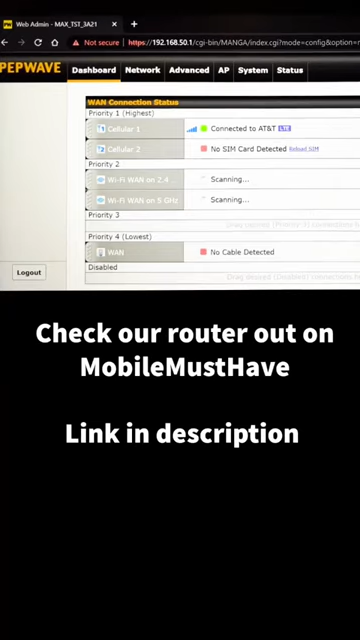 Web Admin - MAX_TST_3A21
Not secure https://192.168.50.1/cgi-bin/MANGA/index.cgi?mode=config&option=
PEPWAVE
Dashboard Network Advanced AP System Status
WAN Connection Status
Priority 1 (Highest)
1 Cellular 1 Connected to AT&T LTE
2 Cellular 2 No SIM Card Detected Reload SIM
Priority 2
Wi-Fi WAN on 2.4 Scanning...
Wi-Fi WAN on 5 GHz Scanning...
Priority 3
Priority 4 (Lowest)
WAN No Cable Detected
Disabled
Logout
Check our router out on
MobileMustHave
Link in description